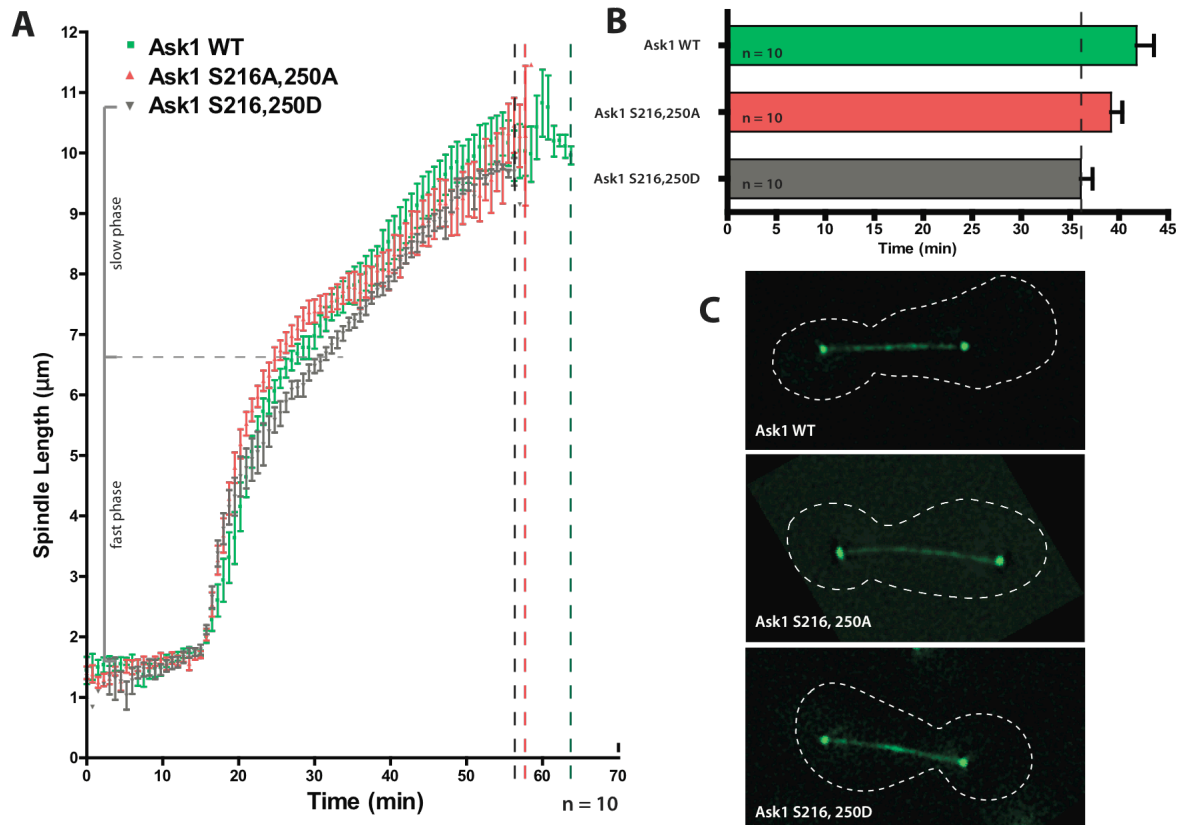 A
Ask1 WT
Ask1 S216A,250A
Ask1 S216,250D
12
11
10
9
8
7
6
5
4
3
2
1
0
Spindle Length (µm)
slow phase
fast phase
0 10 20 30 40 50 60 70
Time (min)
n = 10
B
Ask1 WT
n = 10
Ask1 S216,250A
n = 10
Ask1 S216,250D
n = 10
0 5 10 15 20 25 30 35 40 45
Time (min)
C
Ask1 WT
Ask1 S216, 250A
Ask1 S216, 250D